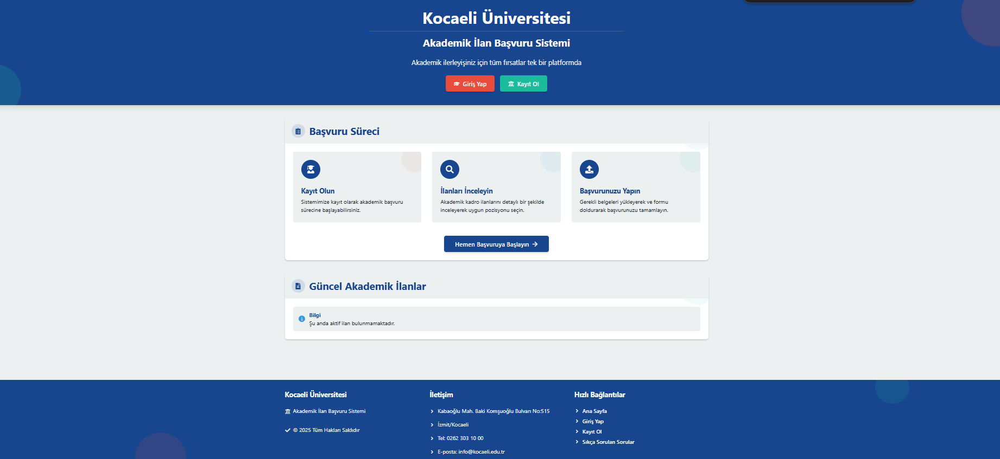 Kocaeli Üniversitesi
Akademik İlan Başvuru Sistemi
Akademik ilerleyişiniz için tüm fırsatlar tek bir platformda
Giriş Yap
Kayıt Ol
Başvuru Süreci
Kayıt Olun
Sistemimize kayıt olarak akademik başvuru
sürecine başlayabilirsiniz.
İlanları İnceleyin
Akademik kadro ilanlarını detaylı bir şekilde
inceleyerek uygun pozisyonu seçin.
Başvurunuzu Yapın
Gerekli belgeleri yükleyerek ve formu
doldurarak başvurunuzu tamamlayın.
Hemen Başvuruya Başlayın
Güncel Akademik İlanlar
Bilgi
Şu anda aktif ilan bulunmamaktadır.
Kocaeli Üniversitesi
Akademik İlan Başvuru Sistemi
© 2025 Tüm Hakları Saklıdır
İletişim
Kabaoğlu Mah. Baki Komşuoğlu Bulvarı No:515
İzmit/Kocaeli
Tel: 0262 303 10 00
E-posta: info@kocaeli.edu.tr
Hızlı Bağlantılar
Ana Sayfa
Giriş Yap
Kayıt Ol
Sıkça Sorulan Sorular